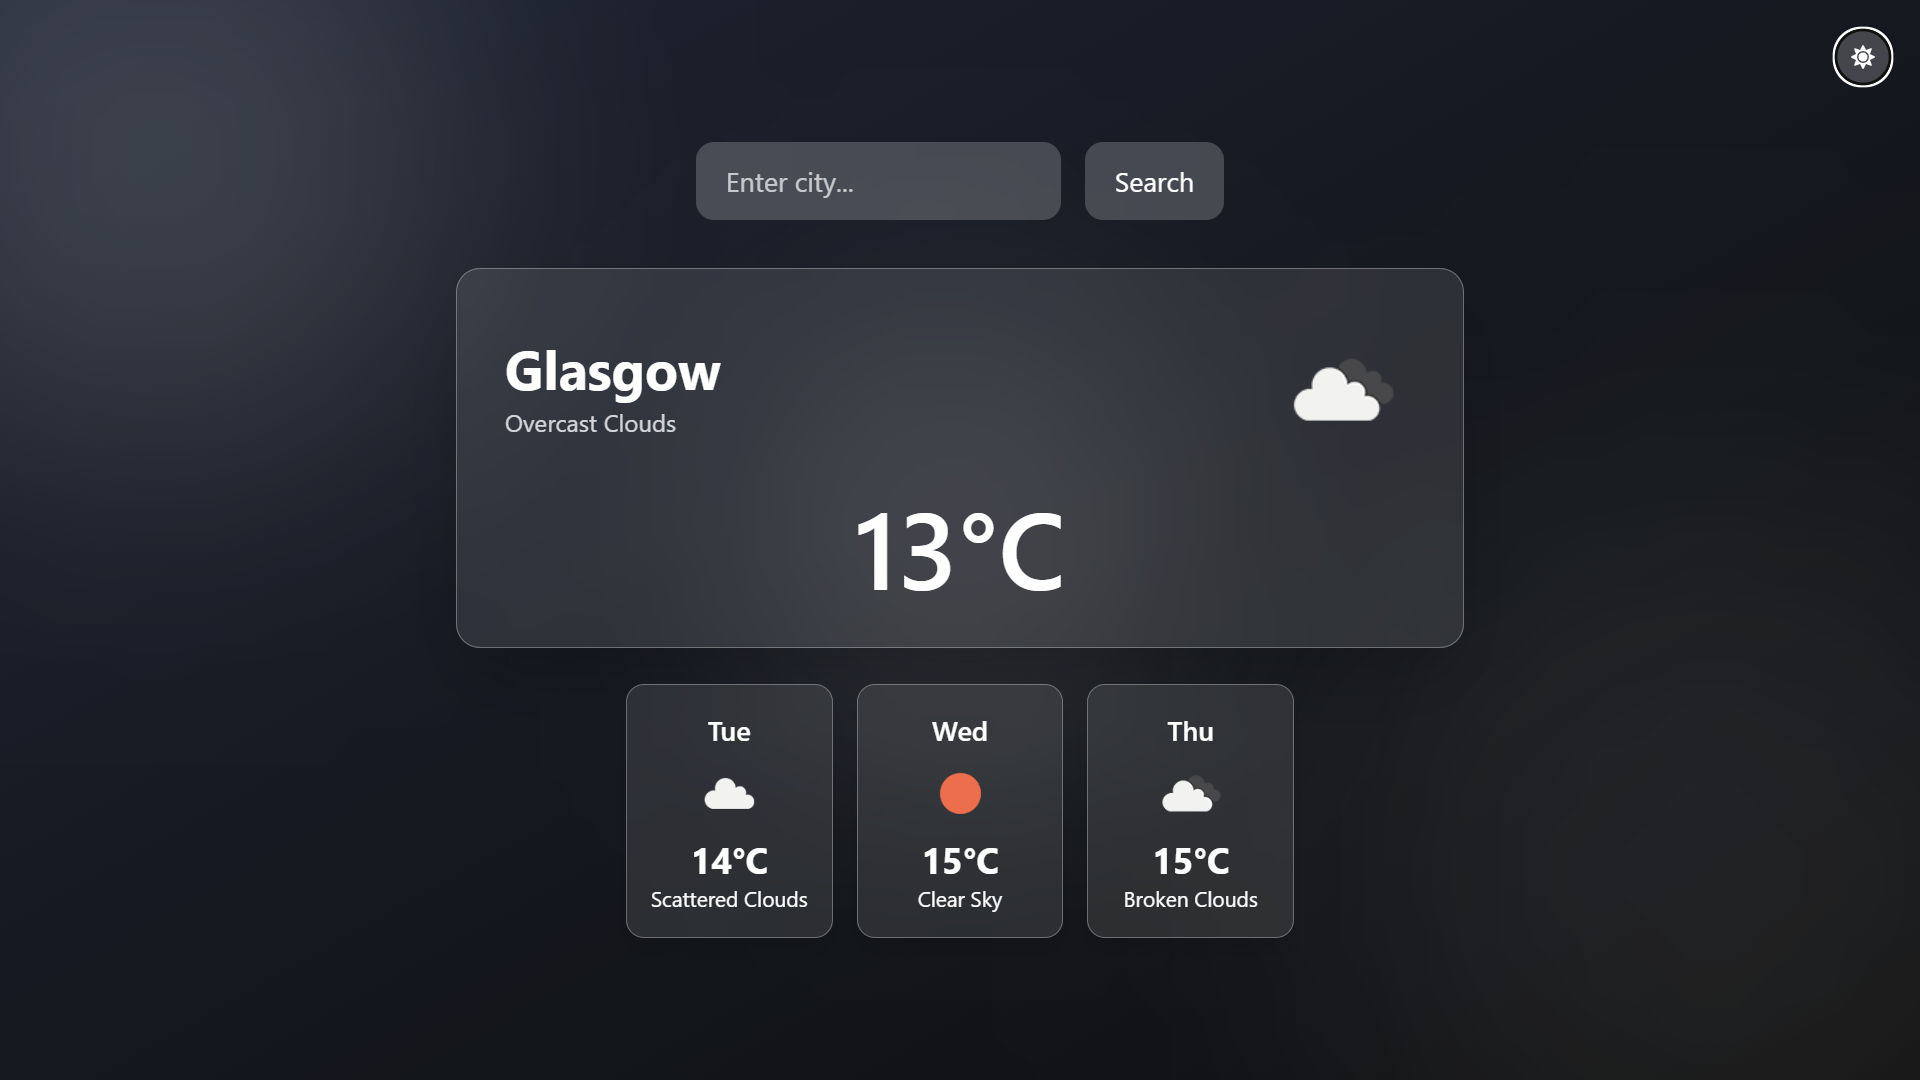 Enter city...
Search
Glasgow
Overcast Clouds
13°C
Tue
14°C
Scattered Clouds
Wed
15°C
Clear Sky
Thu
15°C
Broken Clouds